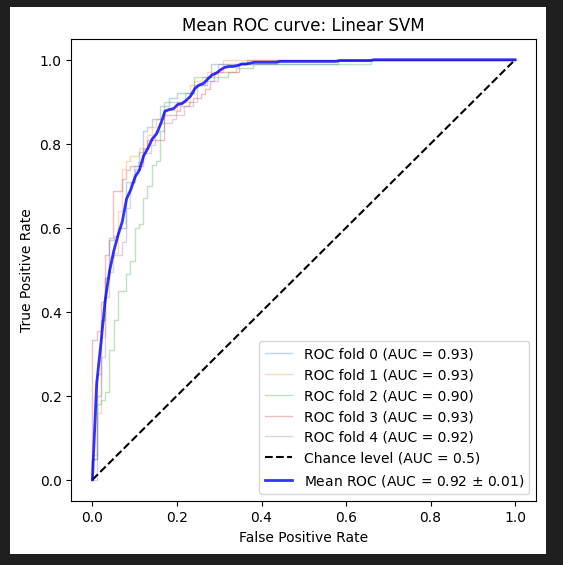 Mean ROC curve: Linear SVM
1.0
0.8
0.6
0.4
0.2
0.0
True Positive Rate
ROC fold 0 (AUC = 0.93)
ROC fold 1 (AUC = 0.93)
ROC fold 2 (AUC = 0.90)
ROC fold 3 (AUC = 0.93)
ROC fold 4 (AUC = 0.92)
Chance level (AUC = 0.5)
Mean ROC (AUC = 0.92 ± 0.01)
0.0 0.2 0.4 0.6 0.8 1.0
False Positive Rate